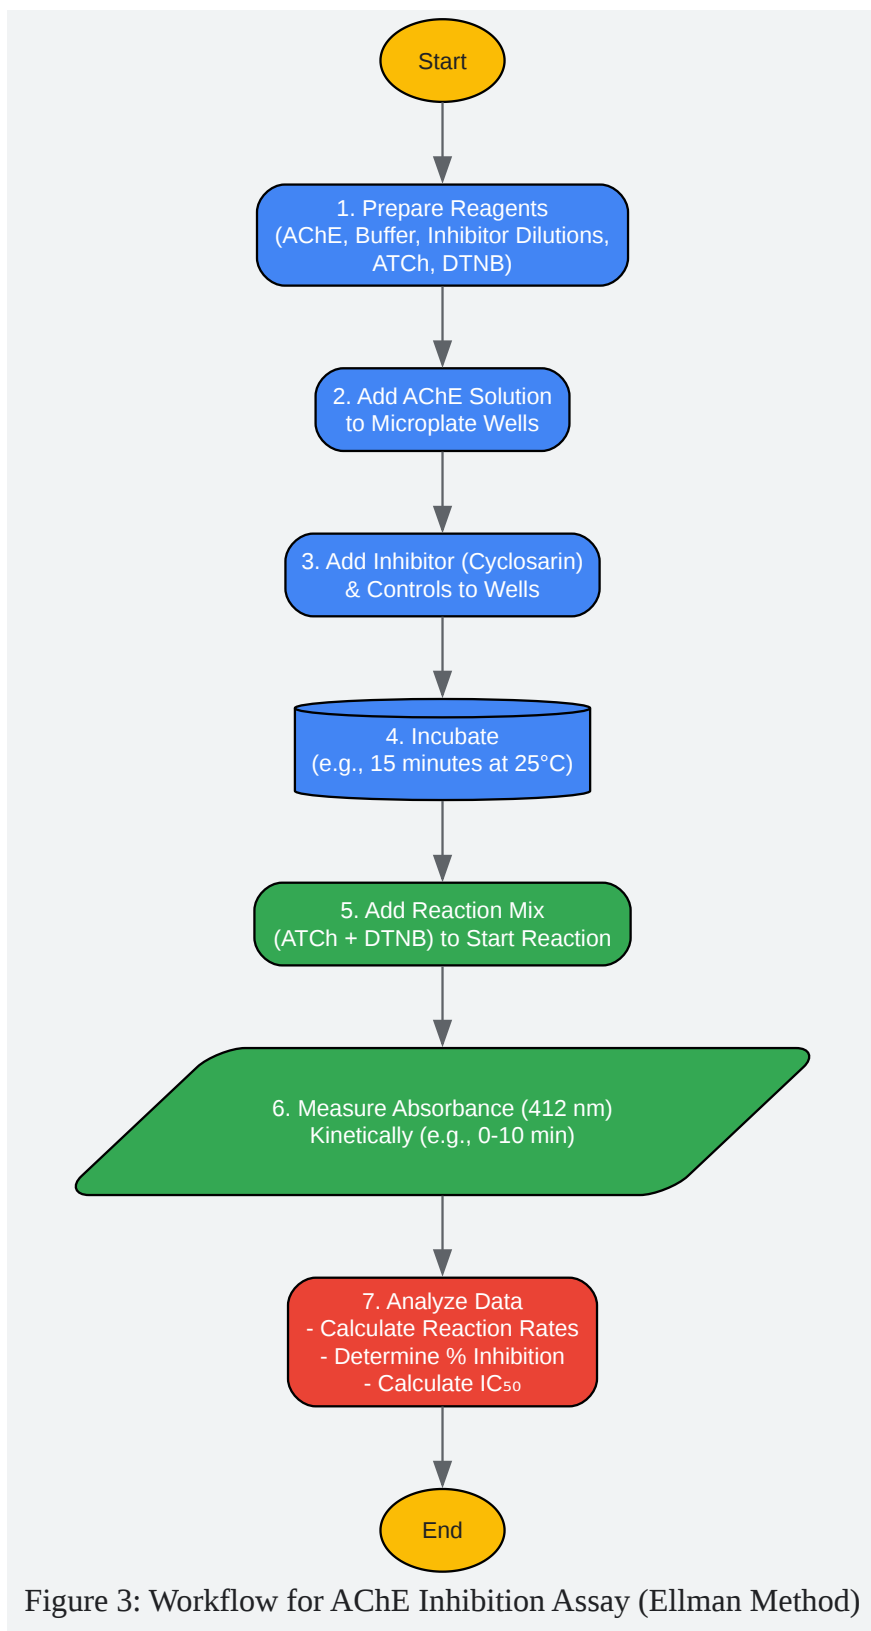 Start
1. Prepare Reagents
(AChE, Buffer, Inhibitor Dilutions,
ATCh, DTNB)
2. Add AChE Solution
to Microplate Wells
3. Add Inhibitor (Cyclosarin)
& Controls to Wells
4. Incubate
(e.g., 15 minutes at 25°C)
5. Add Reaction Mix
(ATCh + DTNB) to Start Reaction
6. Measure Absorbance (412 nm)
Kinetically (e.g., 0-10 min)
7. Analyze Data
- Calculate Reaction Rates
- Determine % Inhibition
- Calculate IC₅₀
End
Figure 3: Workflow for AChE Inhibition Assay (Ellman Method)